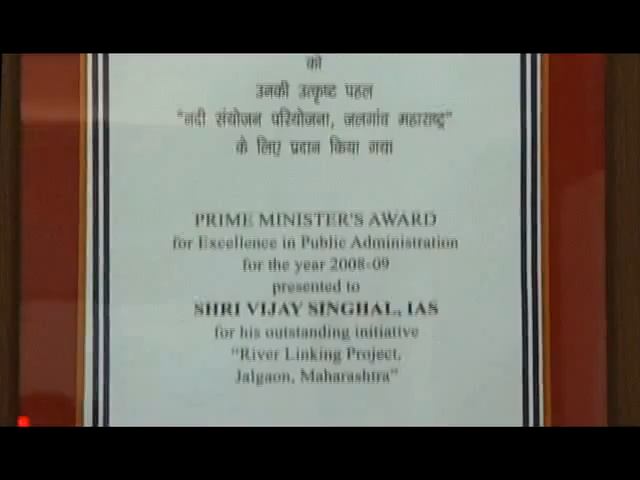 को
उनकी उत्कृष्ट पहल
"नदी संयोजन परियोजना, जलगांव महाराष्ट्र"
के लिए प्रदान किया गया
PRIME MINISTER'S AWARD
for Excellence in Public Administration
for the year 2008-09
presented to
SHRI VIJAY SINGHAL, IAS
for his outstanding initiative
"River Linking Project,
Jalgaon, Maharashtra"